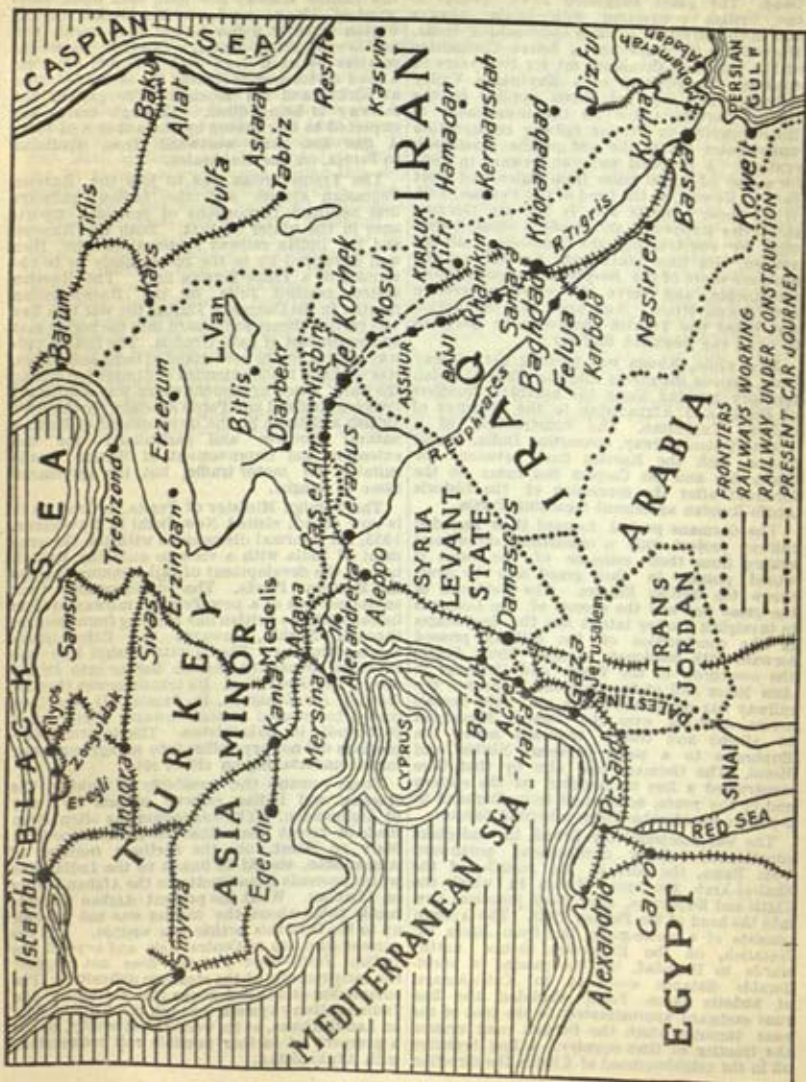 CASPIAN SEA
BLACK SEA
Istanbul
Filyos
Zonguldak
Eregli
Samsun
Trebizond
Batum
Tiflis
Baku
Aliat
Kars
Julfa
Astara
Tabriz
Resht
Kasvin
Angora
Sivas
Erzingan
Erzerum
L. Van
Bitlis
Diarbekr
TURKEY
ASIA MINOR
IRAN
Smyrna
Egerdir
Kania
Medelis
Adana
Mersina
Alexandretta
Aleppo
Jerablus
Ras el Ain
Nisbin
Tel Kochek
Mosul
KIRKUK
Kifri
Hamadan
Kermanshah
Khoramabad
Dizful
ASSHUR
BAIJI
Khanikin
Samara
Baghdad
Feluja
Karbala
R. Tigris
R. Euphrates
IRAQ
Kurna
Mohamerah
Abadan
Basra
Nasirieh
Koweit
PERSIAN GULF
CYPRUS
SYRIA
LEVANT STATE
MEDITERRANEAN SEA
Beirut
Damascus
Acre
Haifa
Jerusalem
Gaza
PALESTINE
TRANS JORDAN
ARABIA
Pt. Said
Alexandria
Cairo
SINAI
RED SEA
EGYPT
FRONTIERS
RAILWAYS WORKING
RAILWAY UNDER CONSTRUCTION
PRESENT CAR JOURNEY